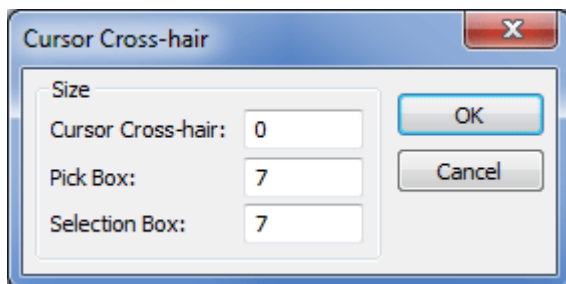 Cursor Cross-hair
Size
Cursor Cross-hair: 0
Pick Box: 7
Selection Box: 7
OK
Cancel